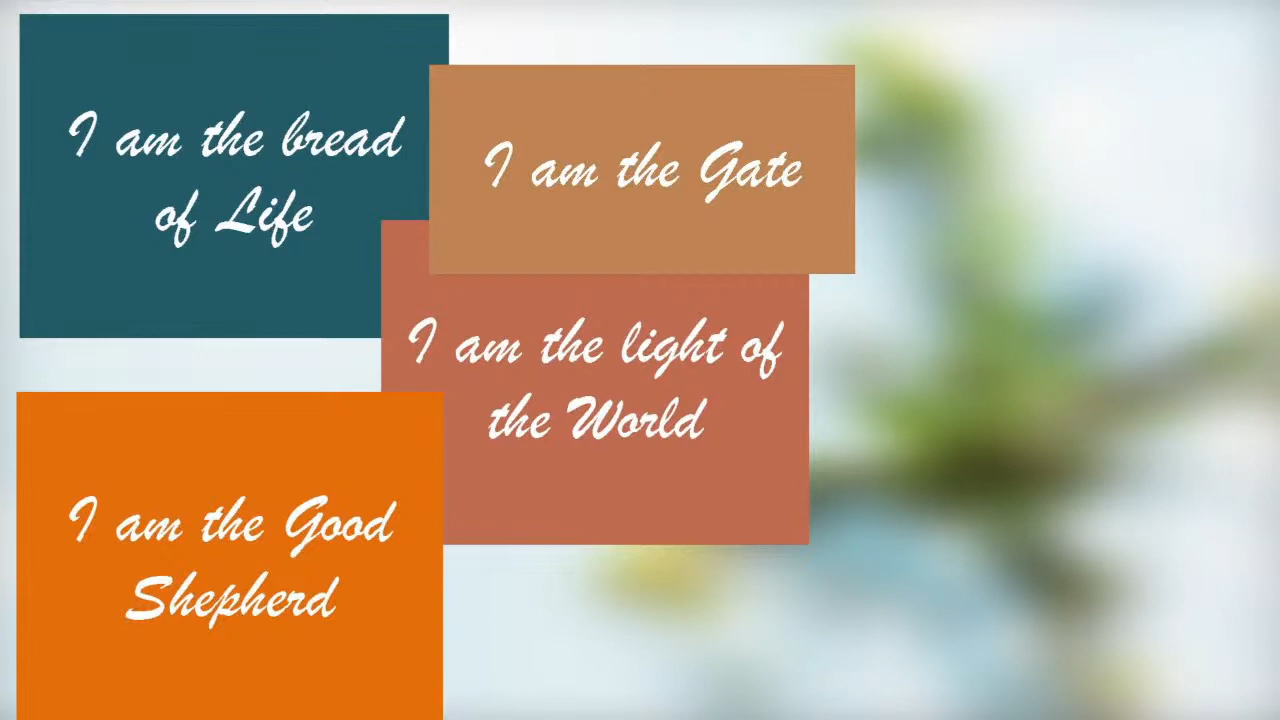 I am the bread
of Life
I am the Gate
I am the light of
the World
I am the Good
Shepherd